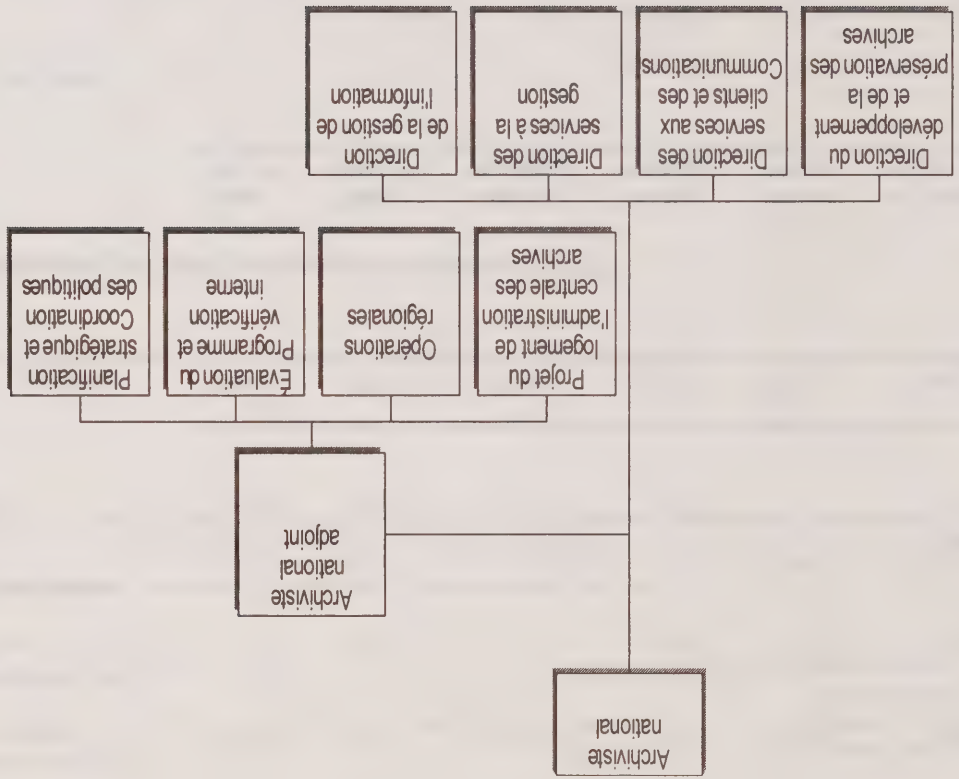 Archiviste
national
Archiviste
national
adjoint
Projet du
logement de
l'administration
centrale des
archives
Opérations
régionales
Évaluation du
Programme et
vérification
interne
Planification
stratégique et
Coordination
des politiques
Direction du
développement
et de la
préservation des
archives
Direction des
services aux
clients et des
Communications
Direction des
services à la
gestion
Direction
de la gestion de
l'information